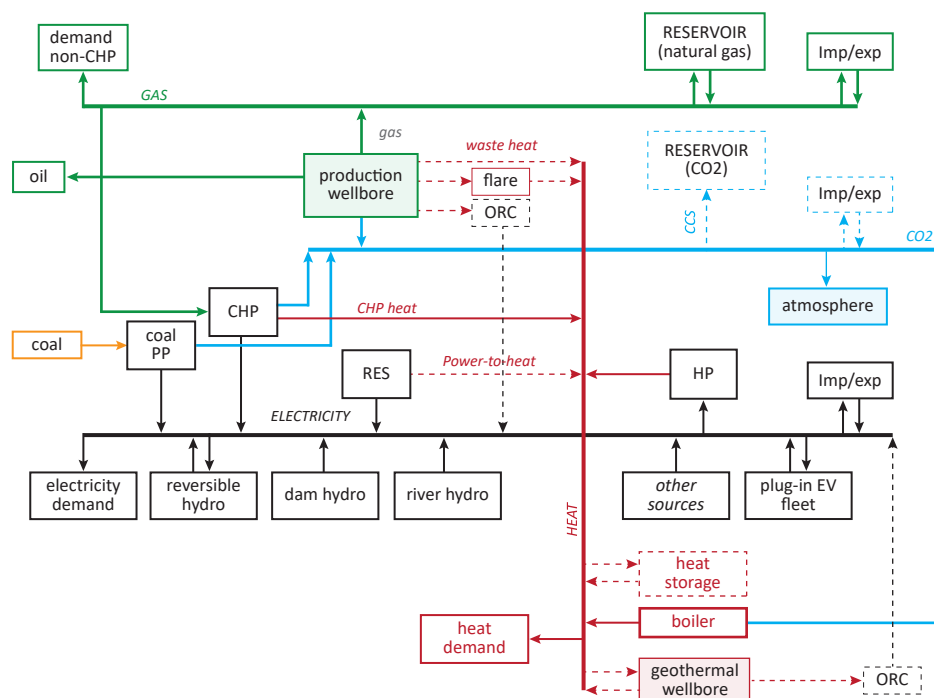 demand
non-CHP
RESERVOIR
(natural gas)
Imp/exp
GAS
gas
waste heat
RESERVOIR
(CO2)
oil
production
wellbore
flare
Imp/exp
ORC
CCS
CO2
CHP
CHP heat
atmosphere
coal
coal
PP
RES
Power-to-heat
HP
Imp/exp
ELECTRICITY
electricity
demand
reversible
hydro
dam hydro
river hydro
other
sources
plug-in EV
fleet
HEAT
heat
storage
heat
demand
boiler
geothermal
wellbore
ORC